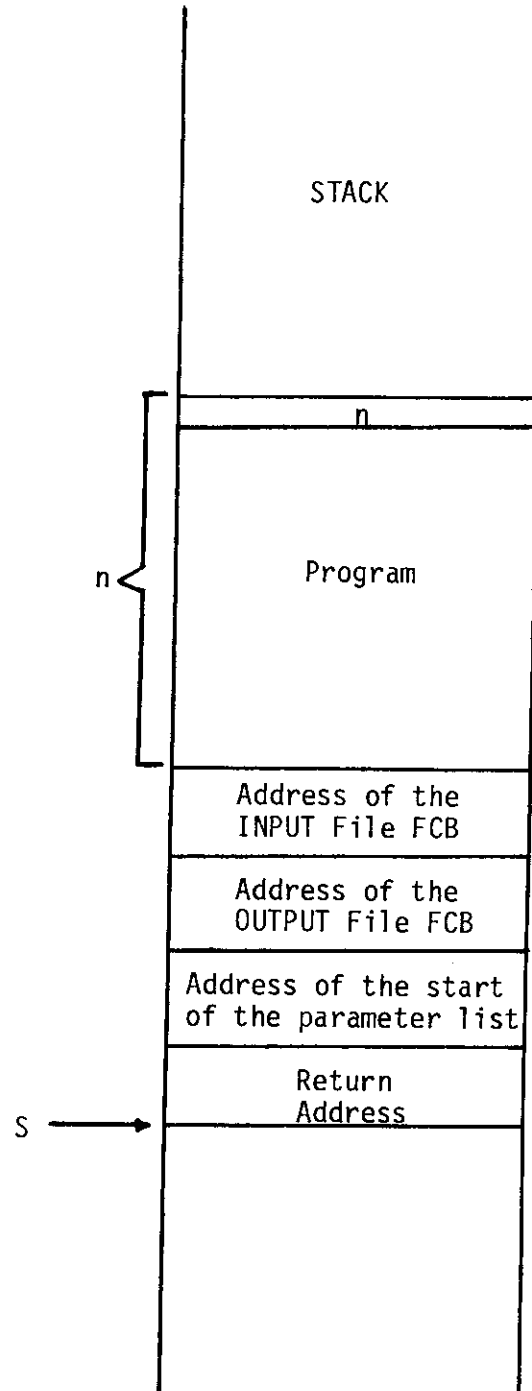 STACK
n
n
Program
Address of the
INPUT File FCB
Address of the
OUTPUT File FCB
Address of the start
of the parameter list
Return
Address
S